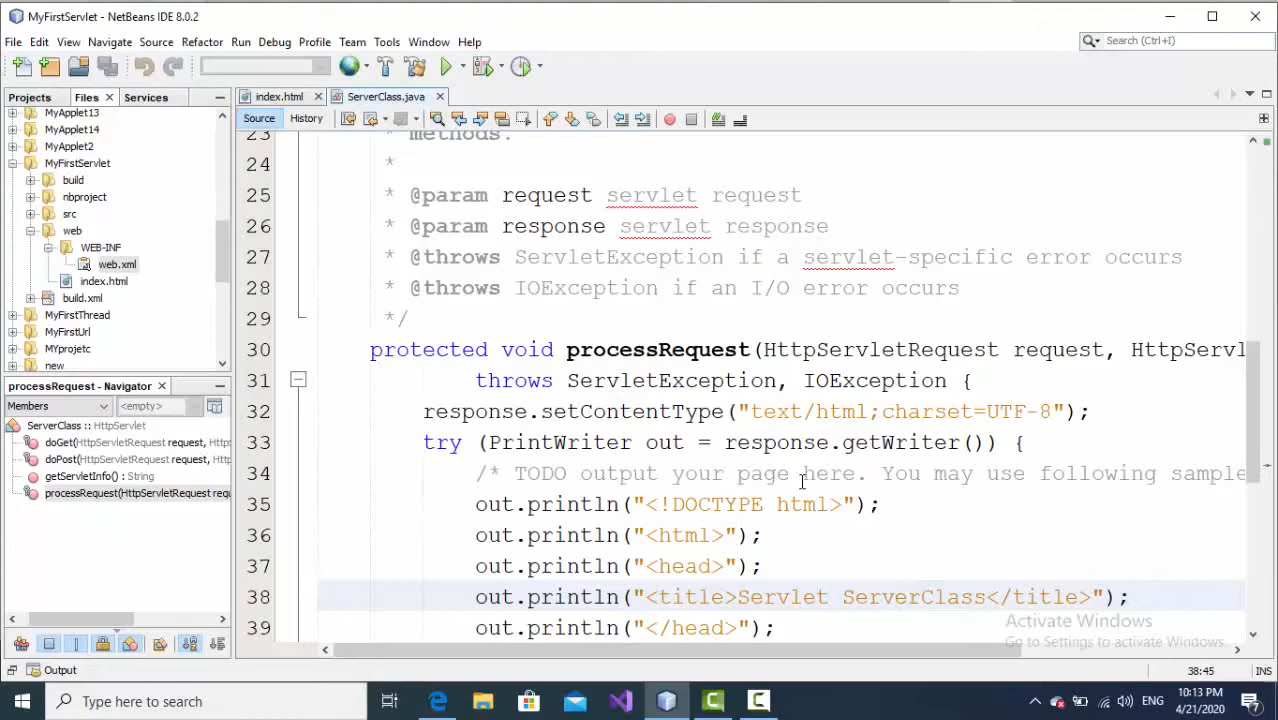 MyFirstServlet - NetBeans IDE 8.0.2
File Edit View Navigate Source Refactor Run Debug Profile Team Tools Window Help
Search (Ctrl+I)
Projects Files Services
index.html ServerClass.java
Source History
MyApplet13
MyApplet14
MyApplet2
MyFirstServlet
build
nbproject
src
web
WEB-INF
web.xml
index.html
build.xml
MyFirstThread
MyFirstUrl
MYprojetc
new
processRequest - Navigator
Members <empty>
ServerClass :: HttpServlet
doGet(HttpServletRequest request,
doPost(HttpServletRequest request,
getServletInfo() : String
processRequest(HttpServletRequest requ
23 * methods.
24 *
25 * @param request servlet request
26 * @param response servlet response
27 * @throws ServletException if a servlet-specific error occurs
28 * @throws IOException if an I/O error occurs
29 */
30 protected void processRequest(HttpServletRequest request, HttpServl
31 throws ServletException, IOException {
32 response.setContentType("text/html;charset=UTF-8");
33 try (PrintWriter out = response.getWriter()) {
34 /* TODO output your page here. You may use following sample
35 out.println("<!DOCTYPE html>");
36 out.println("<html>");
37 out.println("<head>");
38 out.println("<title>Servlet ServerClass</title>");
39 out.println("</head>");
Activate Windows
Go to Settings to activate Windows.
Output
38:45 INS
Type here to search
ENG
10:13 PM
4/21/2020
7